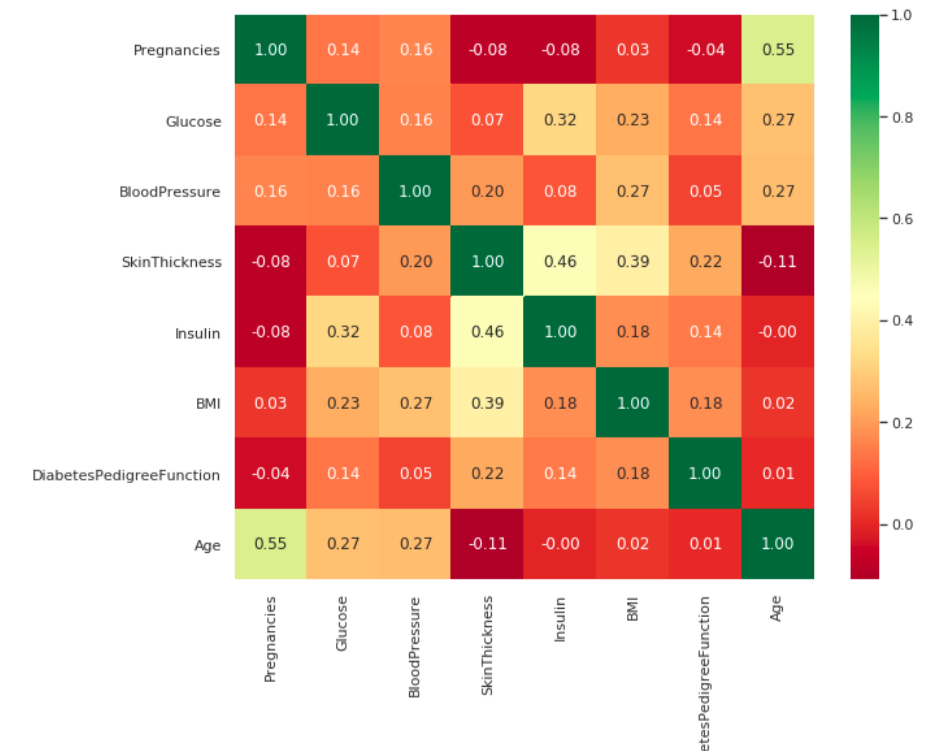 Pregnancies 1.00 0.14 0.16 -0.08 -0.08 0.03 -0.04 0.55
Glucose 0.14 1.00 0.16 0.07 0.32 0.23 0.14 0.27
BloodPressure 0.16 0.16 1.00 0.20 0.08 0.27 0.05 0.27
SkinThickness -0.08 0.07 0.20 1.00 0.46 0.39 0.22 -0.11
Insulin -0.08 0.32 0.08 0.46 1.00 0.18 0.14 -0.00
BMI 0.03 0.23 0.27 0.39 0.18 1.00 0.18 0.02
DiabetesPedigreeFunction -0.04 0.14 0.05 0.22 0.14 0.18 1.00 0.01
Age 0.55 0.27 0.27 -0.11 -0.00 0.02 0.01 1.00
Pregnancies
Glucose
BloodPressure
SkinThickness
Insulin
BMI
etesPedigreeFunction
Age
1.0
0.8
0.6
0.4
0.2
0.0